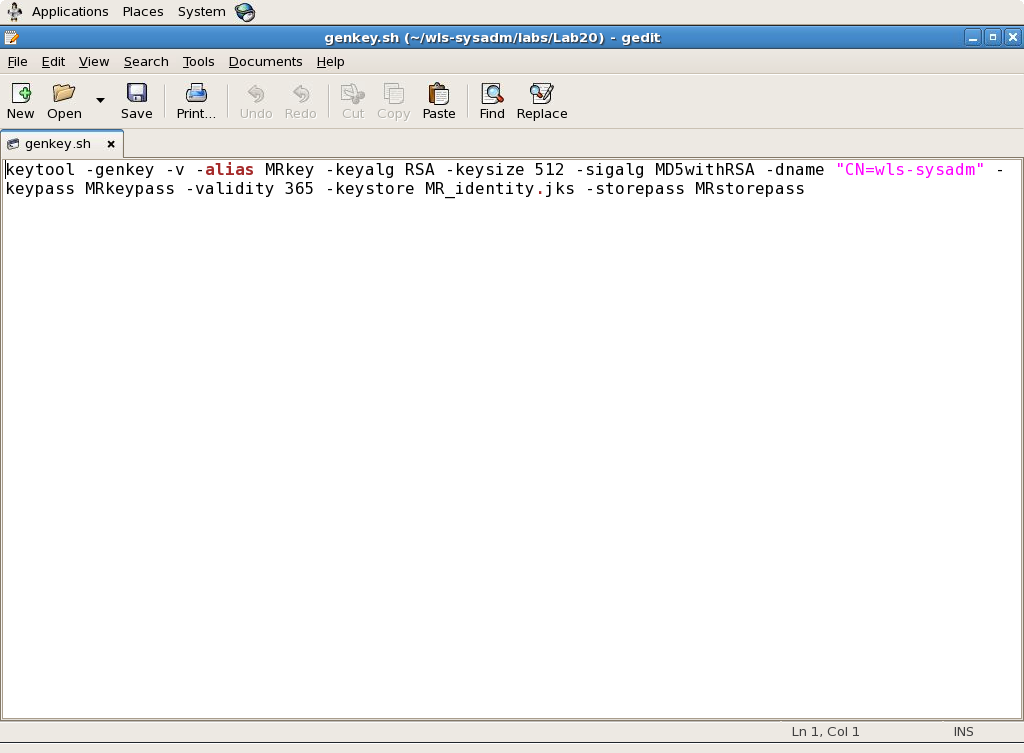 Applications Places System
genkey.sh (~/wls-sysadm/labs/Lab20) - gedit
File Edit View Search Tools Documents Help
New Open Save Print... Undo Redo Cut Copy Paste Find Replace
genkey.sh
keytool -genkey -v -alias MRkey -keyalg RSA -keysize 512 -sigalg MD5withRSA -dname "CN=wls-sysadm" -
keypass MRkeypass -validity 365 -keystore MR_identity.jks -storepass MRstorepass
Ln 1, Col 1 INS